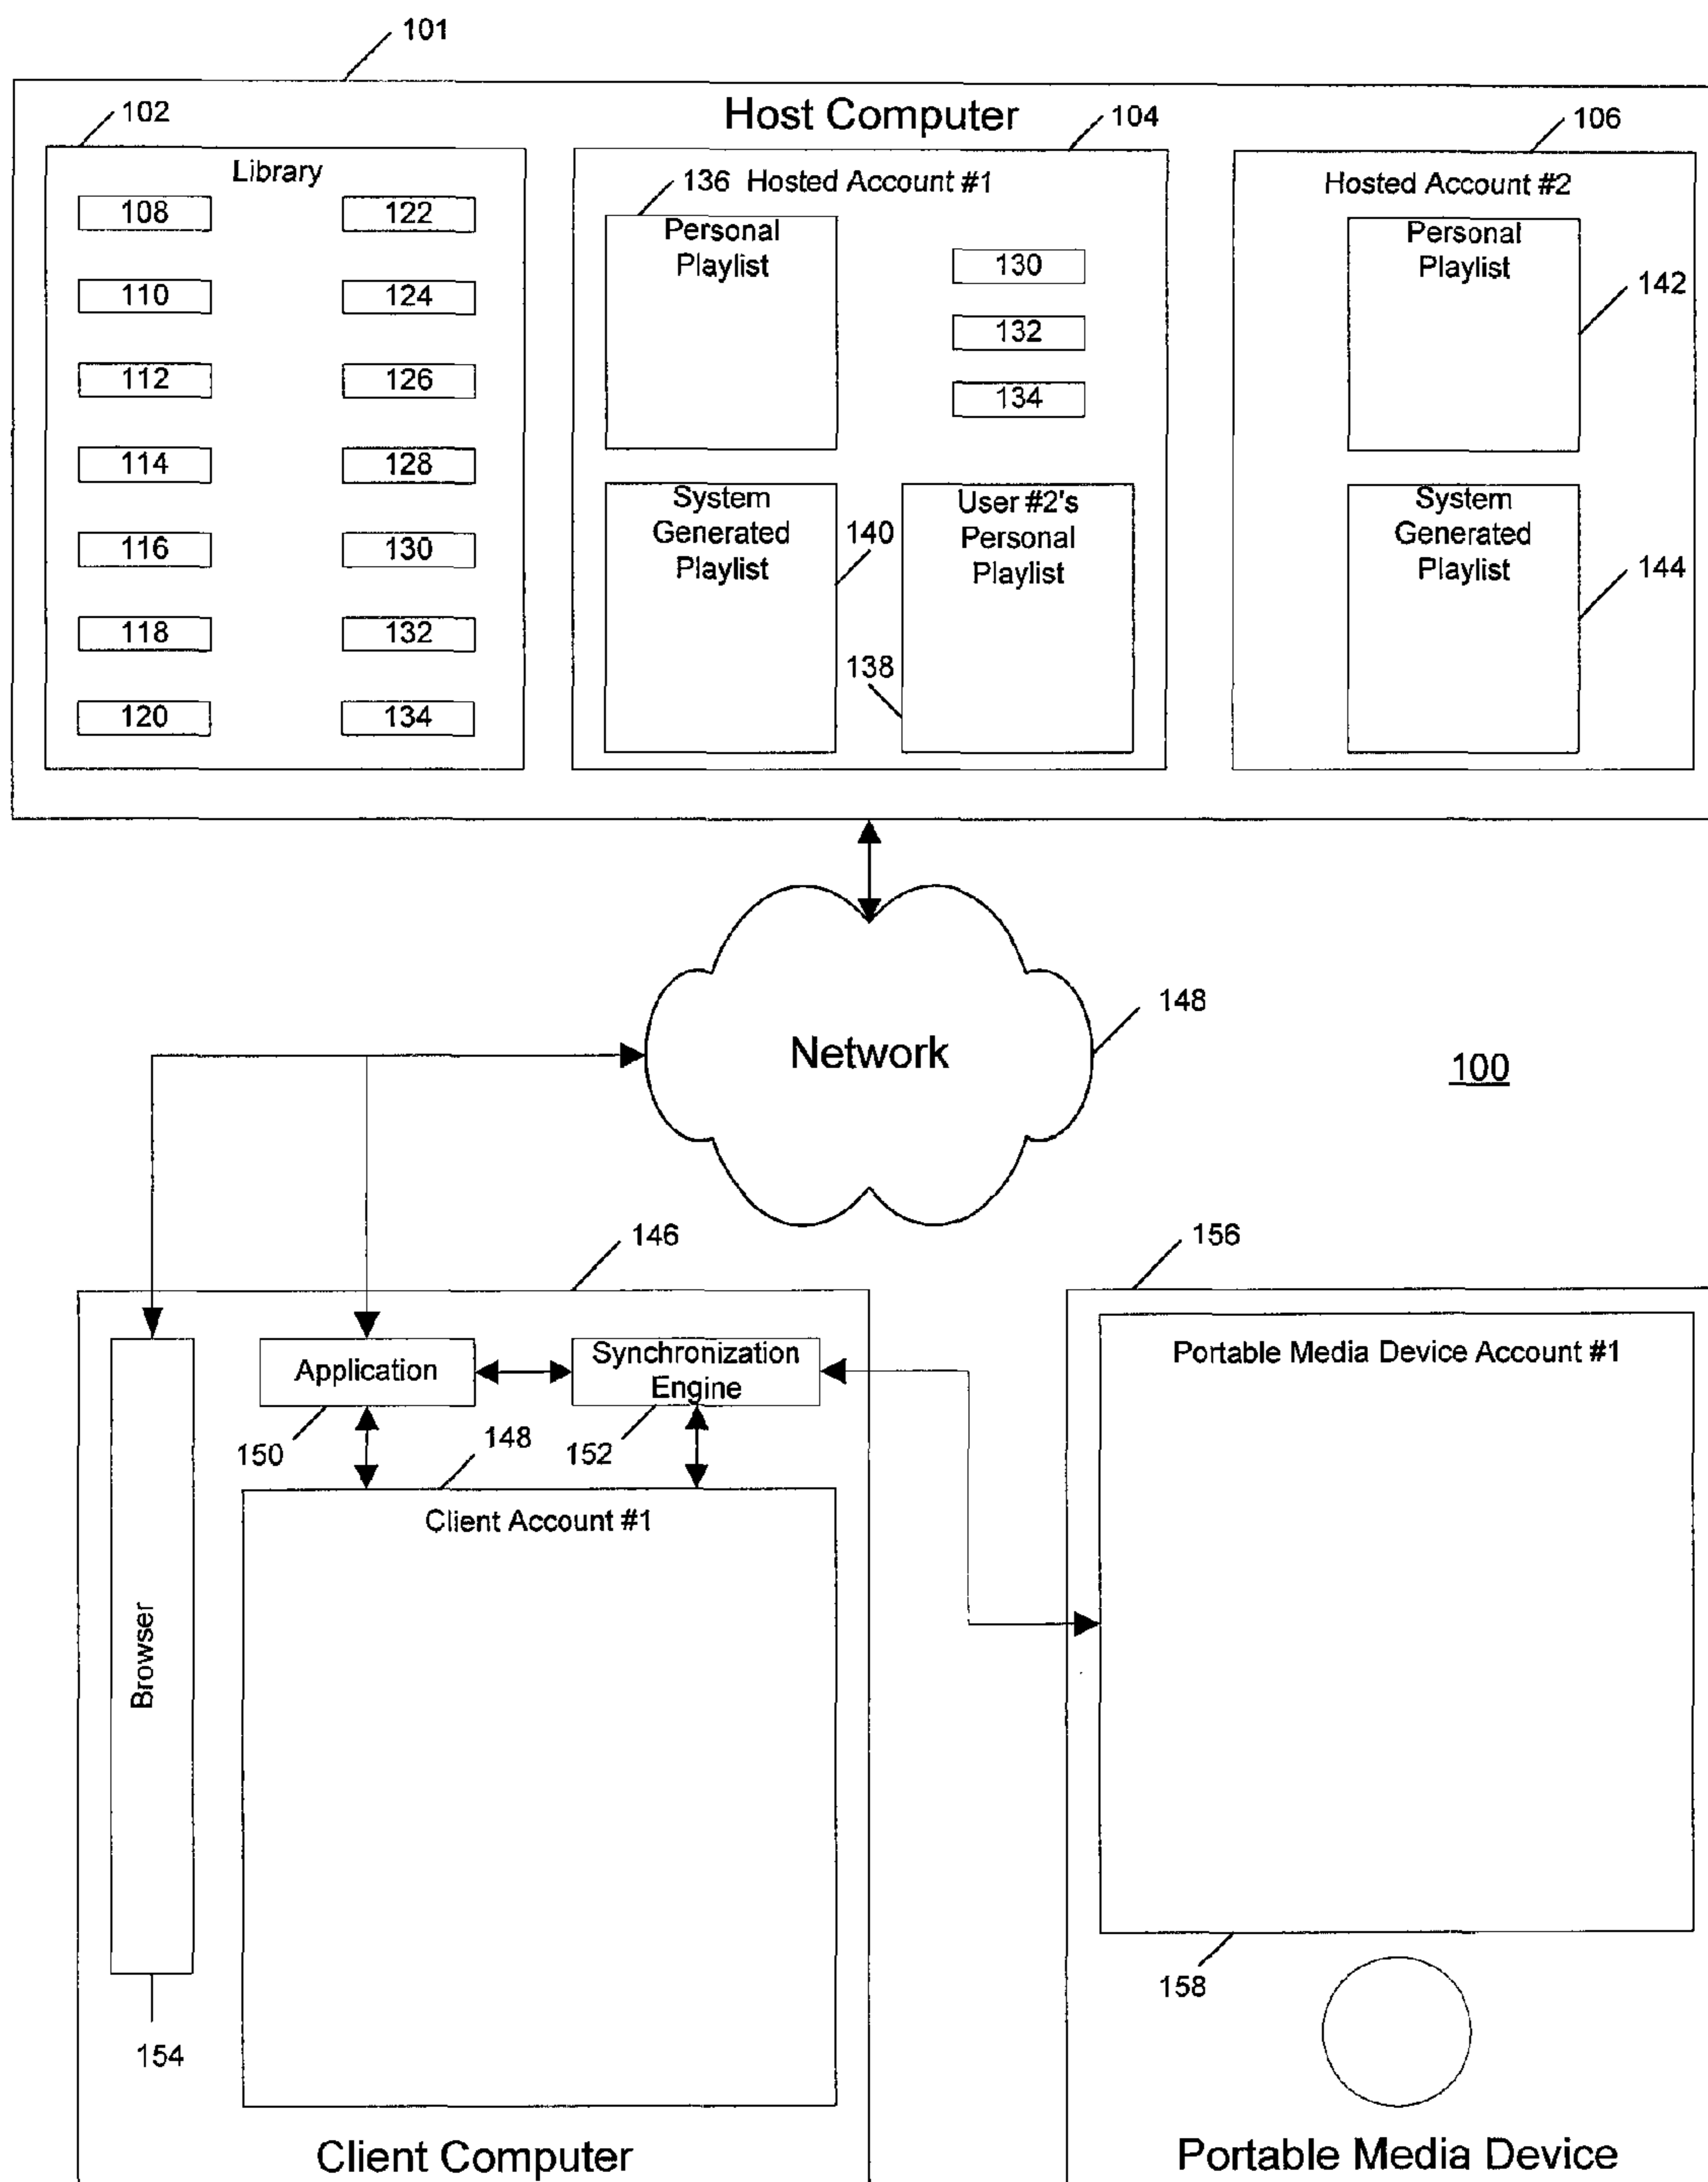 101
Host Computer
102
104
106
Library
108
122
110
124
112
126
114
128
116
130
118
132
120
134
136 Hosted Account #1
Personal
Playlist
130
132
134
System
Generated
Playlist
140
User #2's
Personal
Playlist
138
Hosted Account #2
Personal
Playlist
142
System
Generated
Playlist
144
Network
148
100
146
156
Application
Synchronization
Engine
150
148
152
Client Account #1
Browser
154
Client Computer
Portable Media Device Account #1
158
Portable Media Device